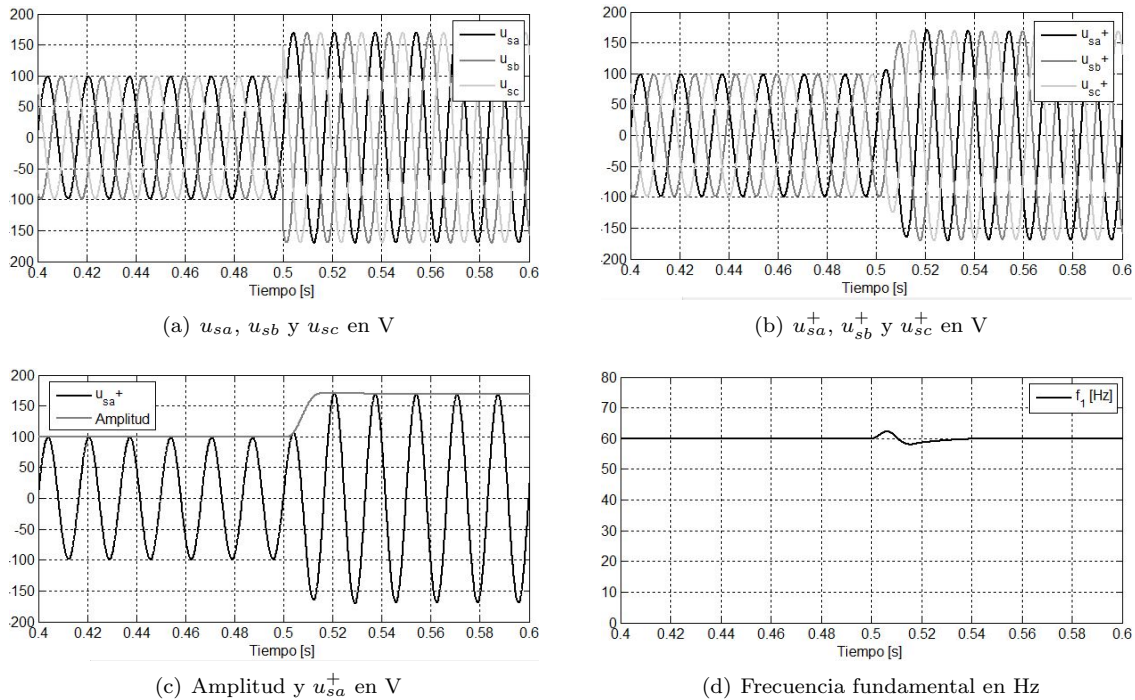 200
150
100
50
0
-50
-100
150
200
0.4 0.42 0.44 0.46 0.48 0.5 0.52 0.54 0.56 0.58 0.6
Tiempo [s]
u_sa
u_sb
u_sc
(a) u_sa, u_sb y u_sc en V
200
150
100
50
0
-50
-100
150
200
0.4 0.42 0.44 0.46 0.48 0.5 0.52 0.54 0.56 0.58 0.6
Tiempo [s]
u_sa+
u_sb+
u_sc+
(b) u_sa^+, u_sb^+ y u_sc^+ en V
200
150
100
50
0
-50
-100
150
200
0.4 0.42 0.44 0.46 0.48 0.5 0.52 0.54 0.56 0.58 0.6
Tiempo [s]
u_sa+
Amplitud
(c) Amplitud y u_sa^+ en V
80
70
60
50
40
30
20
10
0
0.4 0.42 0.44 0.46 0.48 0.5 0.52 0.54 0.56 0.58 0.6
Tiempo [s]
f_1 [Hz]
(d) Frecuencia fundamental en Hz